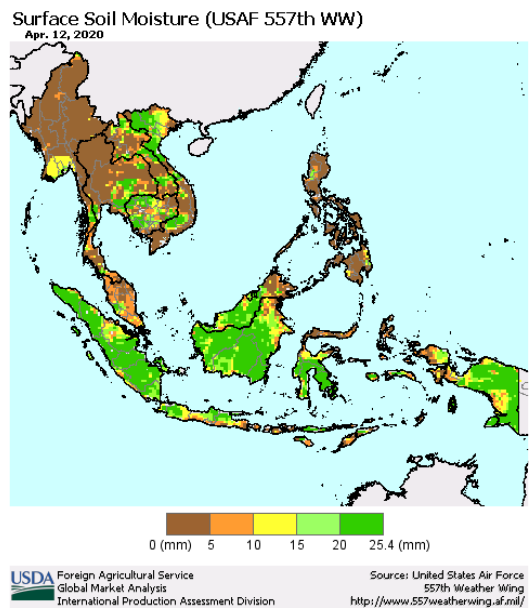 Surface Soil Moisture (USAF 557th WW)
Apr. 12, 2020
0 (mm) 5 10 15 20 25.4 (mm)
USDA Foreign Agricultural Service
Global Market Analysis
International Production Assessment Division
Source: United States Air Force
557th Weather Wing
http://www.557weatherwing.af.mil/